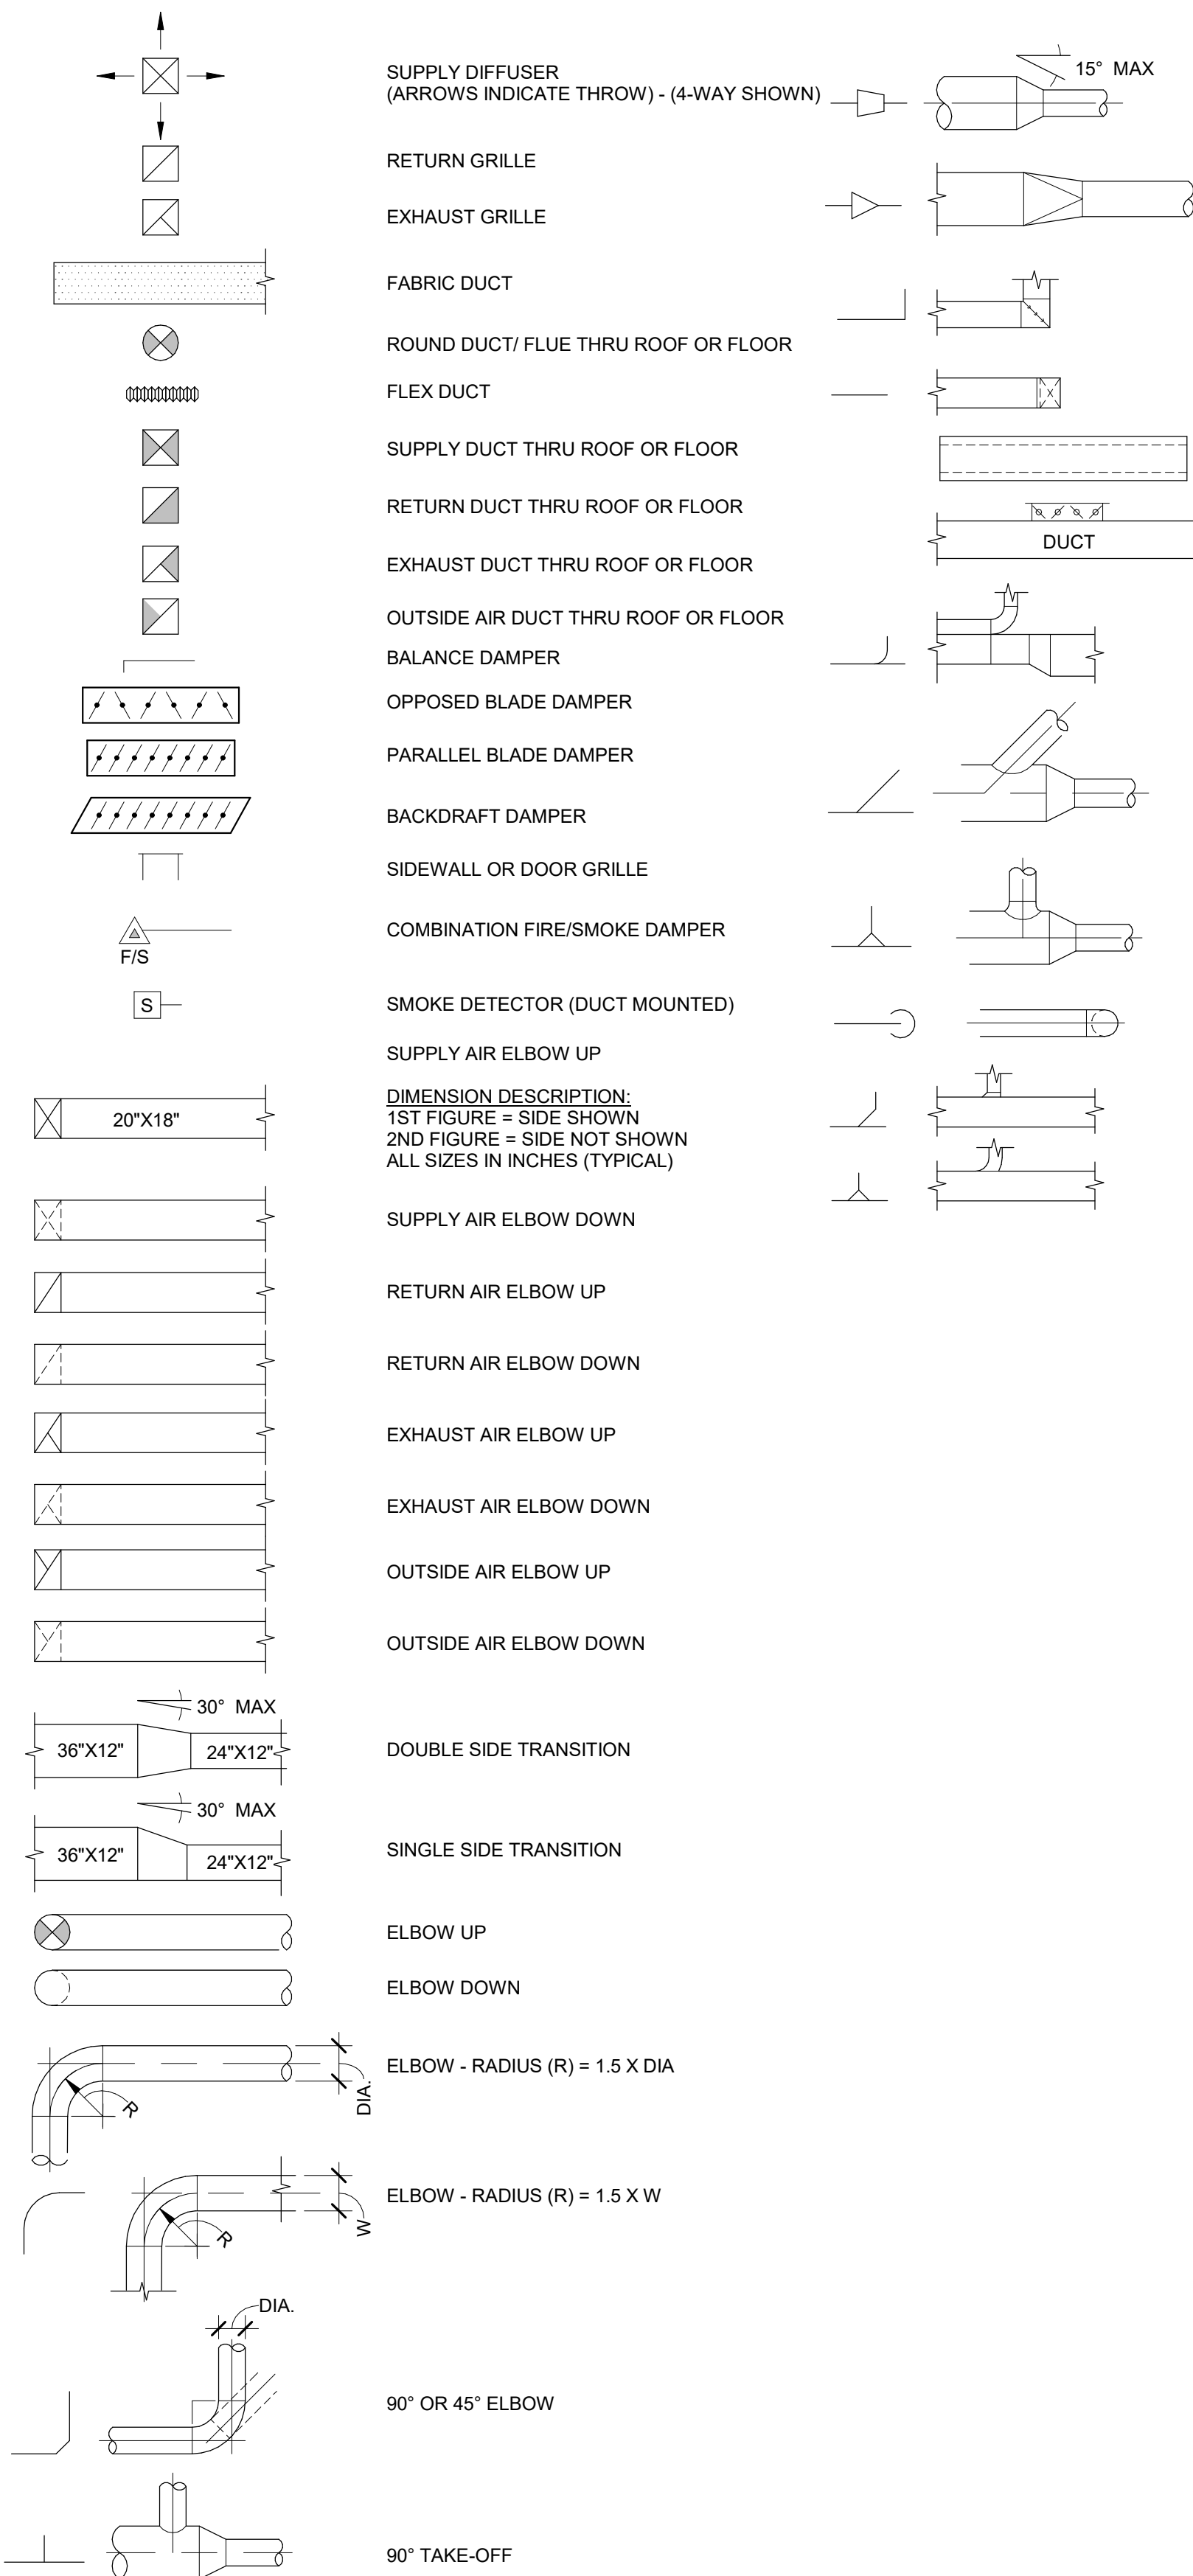 SUPPLY DIFFUSER
(ARROWS INDICATE THROW) - (4-WAY SHOWN)
15° MAX
RETURN GRILLE
EXHAUST GRILLE
FABRIC DUCT
ROUND DUCT/ FLUE THRU ROOF OR FLOOR
FLEX DUCT
SUPPLY DUCT THRU ROOF OR FLOOR
RETURN DUCT THRU ROOF OR FLOOR
DUCT
EXHAUST DUCT THRU ROOF OR FLOOR
OUTSIDE AIR DUCT THRU ROOF OR FLOOR
BALANCE DAMPER
OPPOSED BLADE DAMPER
PARALLEL BLADE DAMPER
BACKDRAFT DAMPER
SIDEWALL OR DOOR GRILLE
COMBINATION FIRE/SMOKE DAMPER
F/S
S
SMOKE DETECTOR (DUCT MOUNTED)
SUPPLY AIR ELBOW UP
20"X18"
DIMENSION DESCRIPTION:
1ST FIGURE = SIDE SHOWN
2ND FIGURE = SIDE NOT SHOWN
ALL SIZES IN INCHES (TYPICAL)
SUPPLY AIR ELBOW DOWN
RETURN AIR ELBOW UP
RETURN AIR ELBOW DOWN
EXHAUST AIR ELBOW UP
EXHAUST AIR ELBOW DOWN
OUTSIDE AIR ELBOW UP
OUTSIDE AIR ELBOW DOWN
30° MAX
36"X12"
24"X12"
DOUBLE SIDE TRANSITION
30° MAX
36"X12"
24"X12"
SINGLE SIDE TRANSITION
ELBOW UP
ELBOW DOWN
R
DIA.
ELBOW - RADIUS (R) = 1.5 X DIA
R
W
ELBOW - RADIUS (R) = 1.5 X W
DIA.
90° OR 45° ELBOW
90° TAKE-OFF